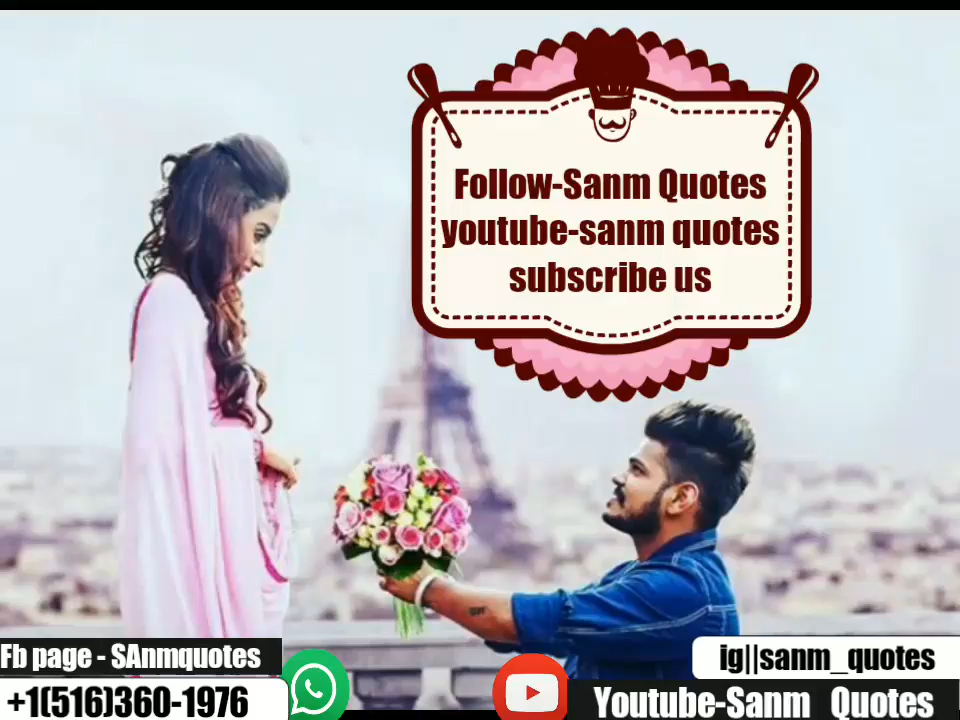 Follow-Sanm Quotes
youtube-sanm quotes
subscribe us
Fb page - SAnmquotes
+1(516)360-1976
ig||sanm_quotes
Youtube-Sanm Quotes